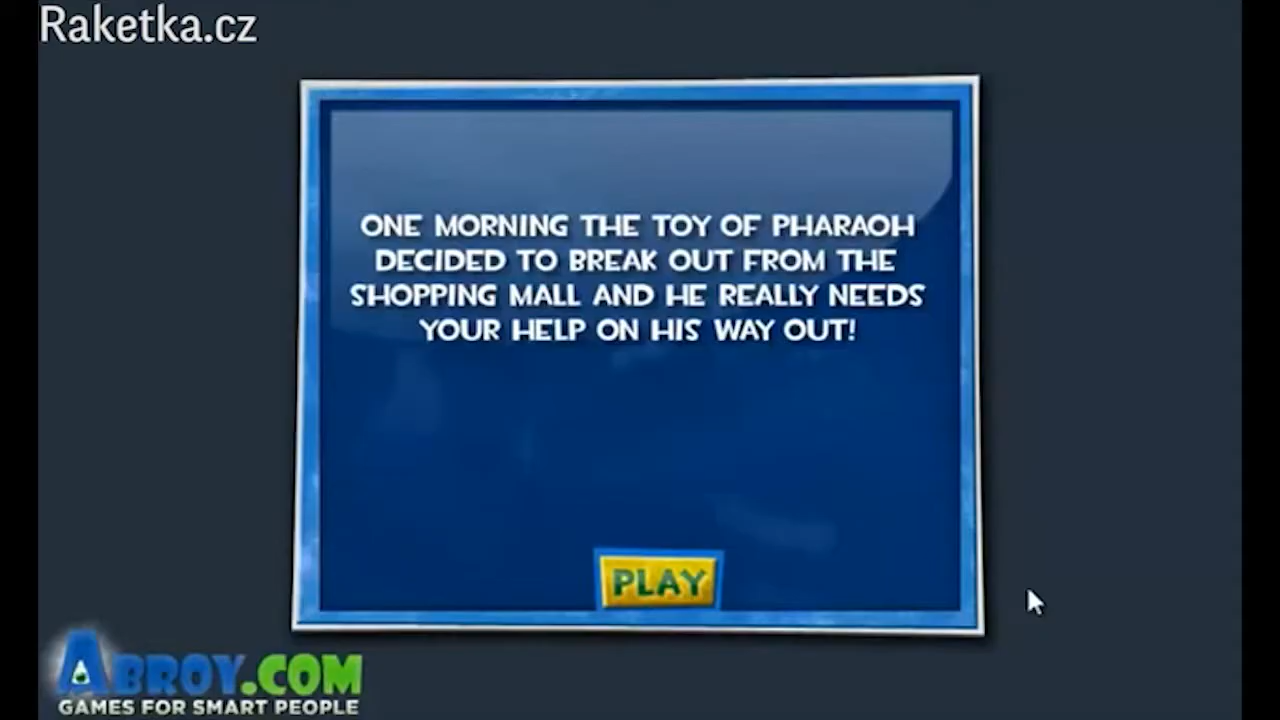 Raketka.cz
ONE MORNING THE TOY OF PHARAOH
DECIDED TO BREAK OUT FROM THE
SHOPPING MALL AND HE REALLY NEEDS
YOUR HELP ON HIS WAY OUT!
PLAY
ABROY.COM
GAMES FOR SMART PEOPLE